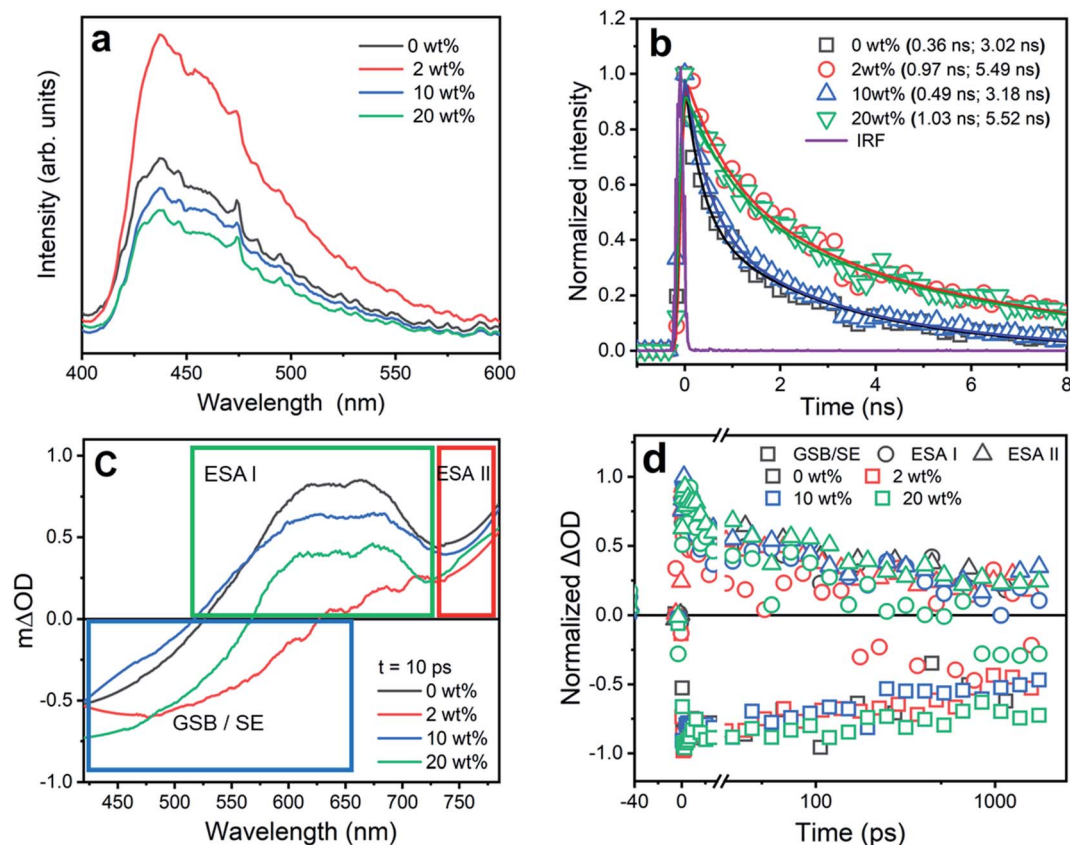 a
0 wt%
2 wt%
10 wt%
20 wt%
Intensity (arb. units)
400 450 500 550 600
Wavelength (nm)
b
0 wt% (0.36 ns; 3.02 ns)
2wt% (0.97 ns; 5.49 ns)
10wt% (0.49 ns; 3.18 ns)
20wt% (1.03 ns; 5.52 ns)
IRF
Normalized intensity
1.0
0.8
0.6
0.4
0.2
0.0
0 2 4 6 8
Time (ns)
c
ESA I
ESA II
GSB / SE
t = 10 ps
0 wt%
2 wt%
10 wt%
20 wt%
m∆OD
1.0
0.5
0.0
-0.5
-1.0
450 500 550 600 650 700 750
Wavelength (nm)
d
GSB/SE ESA I ESA II
0 wt% 2 wt%
10 wt% 20 wt%
Normalized ∆OD
1.0
0.5
0.0
-0.5
-1.0
-40 0 100 1000
Time (ps)